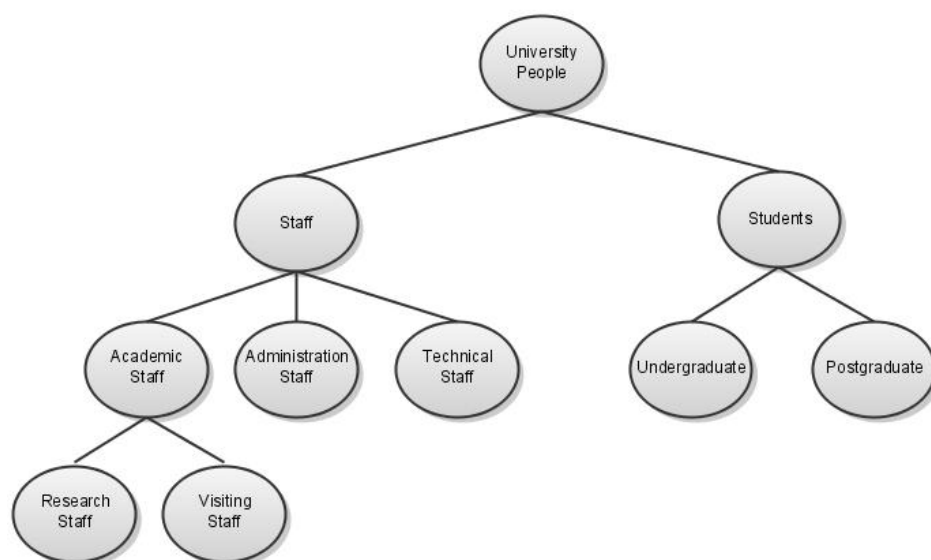 University
People
Staff
Students
Academic
Staff
Administration
Staff
Technical
Staff
Undergraduate
Postgraduate
Research
Staff
Visiting
Staff